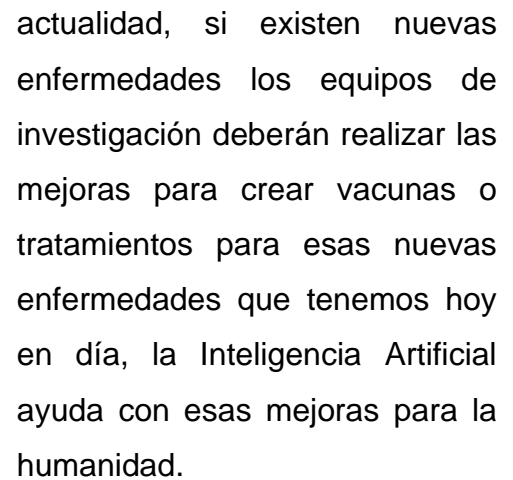 actualidad, si existen nuevas
enfermedades los equipos de
investigación deberán realizar las
mejoras para crear vacunas o
tratamientos para esas nuevas
enfermedades que tenemos hoy
en día, la Inteligencia Artificial
ayuda con esas mejoras para la
humanidad.